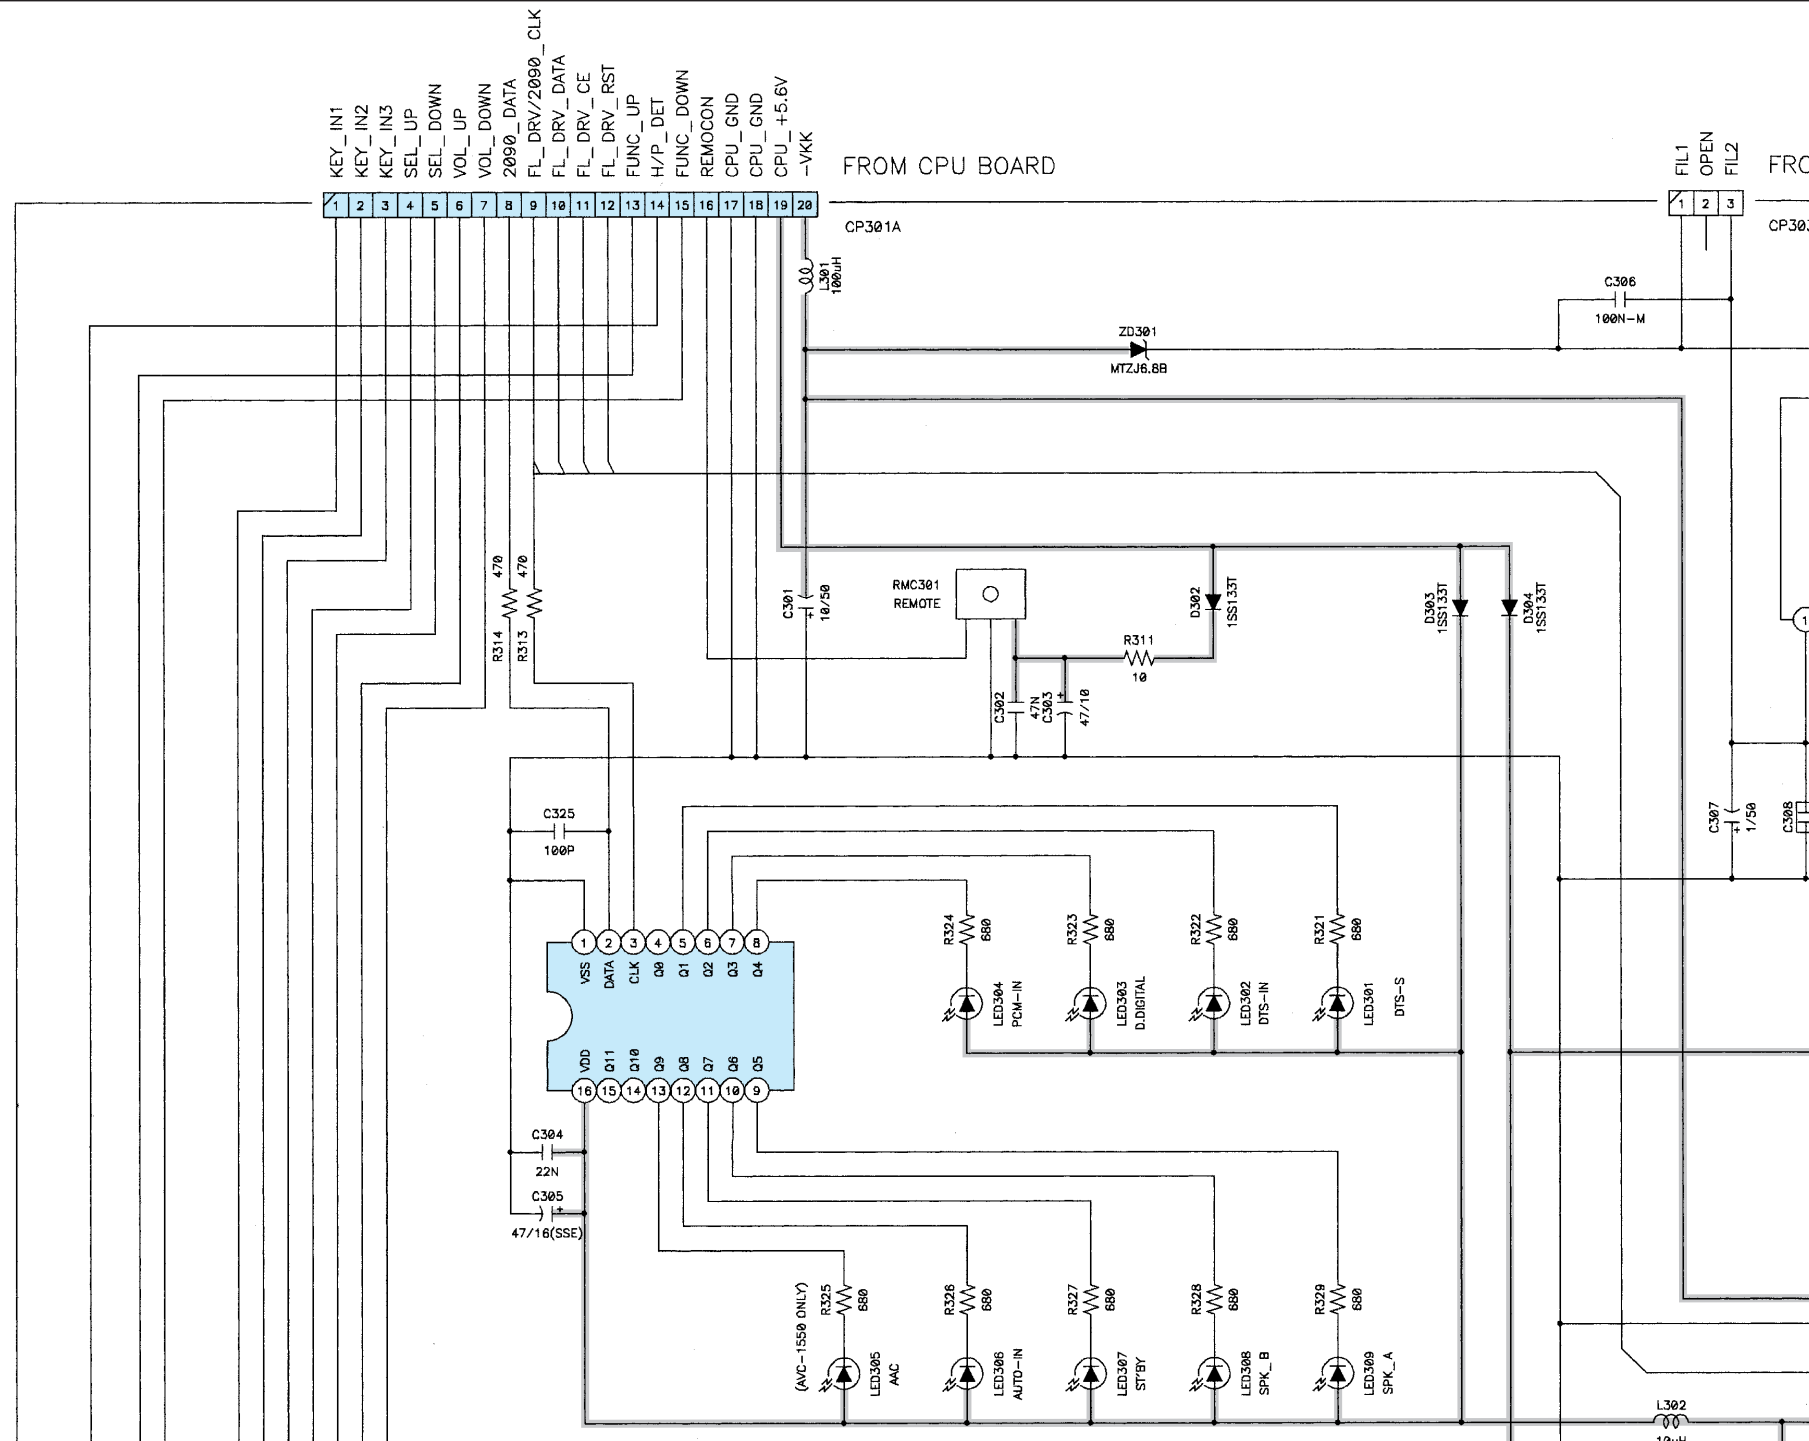 KEY_IN1
KEY_IN2
KEY_IN3
SEL_UP
SEL_DOWN
VOL_UP
VOL_DOWN
2090_DATA
FL_DRV/2090_CLK
FL_DRV_DATA
FL_DRV_CE
FL_DRV_RST
FUNC_UP
H/P_DET
FUNC_DOWN
REMOCON
CPU_GND
CPU_GND
CPU_+5.6V
-VKK
FROM CPU BOARD
FIL1
OPEN
FIL2
1 2 3 4 5 6 7 8 9 10 11 12 13 14 15 16 17 18 19 20
CP301A
1 2 3
L301
100uH
C306
100N-M
ZD301
MTZJ6.8B
R314
470
R313
470
C301
+
10/50
RMC301
REMOTE
D302
1SS133T
D303
1SS133T
D304
1SS133T
R311
10
C302
47N
C303
+
47/10
C307
+
1/50
C308
C325
100P
R324
680
R323
680
R322
680
R321
680
LED304
PCM-IN
LED303
D.DIGITAL
LED302
DTS-IN
LED301
DTS-S
1 2 3 4 5 6 7 8
VSS DATA CLK Q0 Q1 Q2 Q3 Q4
VDD Q11 Q10 Q9 Q8 Q7 Q6 Q5
16 15 14 13 12 11 10 9
C304
22N
C305
+
47/16(SSE)
(AVC-1550 ONLY)
R325
680
R326
680
R327
680
R328
680
R329
680
LED305
AAC
LED306
AUTO-IN
LED307
ST'BY
LED308
SPK_B
LED309
SPK_A
L302